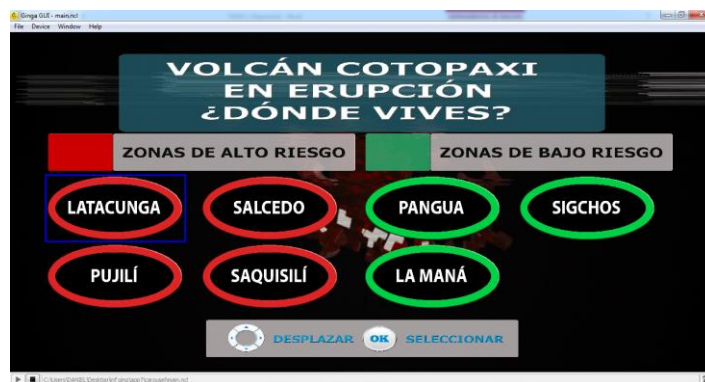 Ginga GUI - main.ncl
File Device Window Help
VOLCÁN COTOPAXI
EN ERUPCIÓN
¿DÓNDE VIVES?
ZONAS DE ALTO RIESGO
ZONAS DE BAJO RIESGO
LATACUNGA
SALCEDO
PANGUA
SIGCHOS
PUJILÍ
SAQUISILÍ
LA MANÁ
DESPLAZAR OK SELECCIONAR